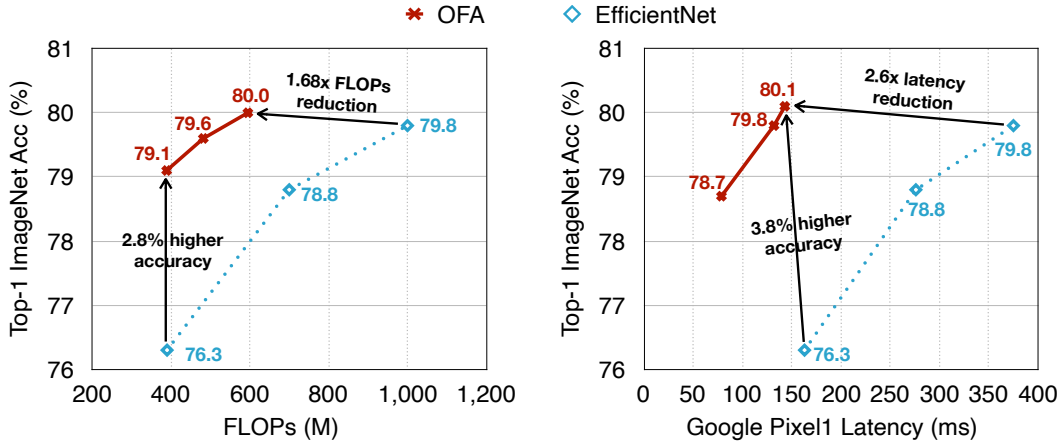 OFA EfficientNet
81
80
79
78
77
76
Top-1 ImageNet Acc (%)
200 400 600 800 1,000 1,200
FLOPs (M)
79.1
79.6
80.0
76.3
78.8
79.8
1.68x FLOPs
reduction
2.8% higher
accuracy
81
80
79
78
77
76
Top-1 ImageNet Acc (%)
0 50 100 150 200 250 300 350 400
Google Pixel1 Latency (ms)
78.7
79.8
80.1
76.3
78.8
79.8
2.6x latency
reduction
3.8% higher
accuracy